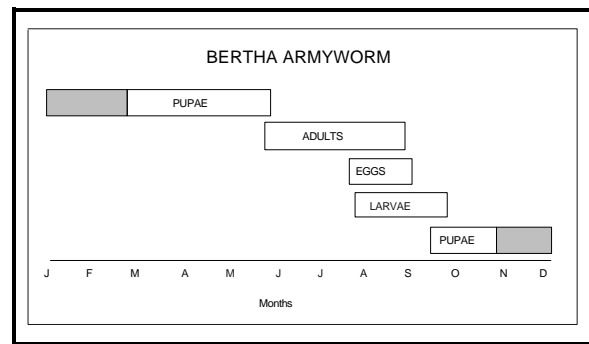 BERTHA ARMYWORM
PUPAE
ADULTS
EGGS
LARVAE
PUPAE
J F M A M J J A S O N D
Months